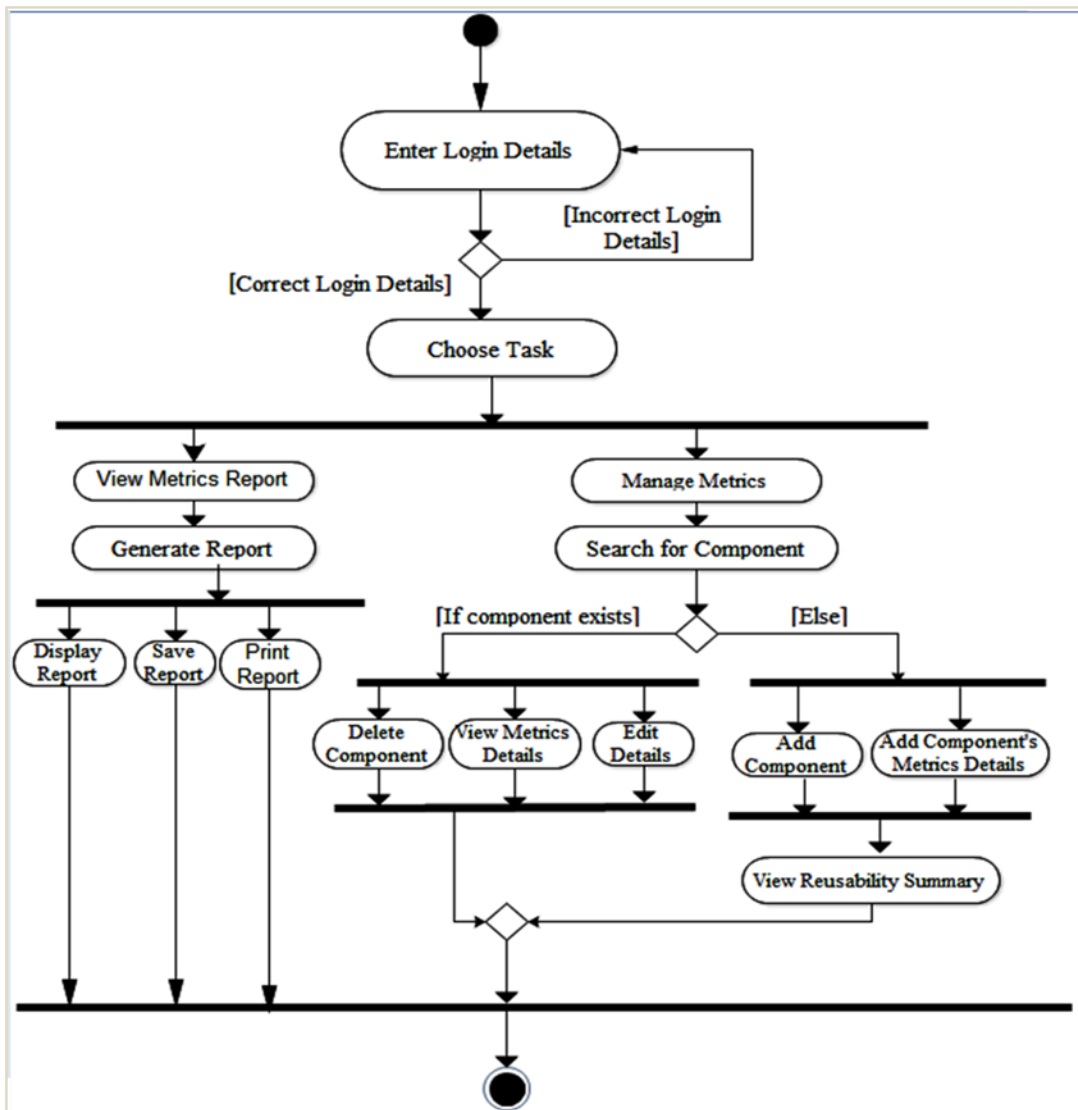 Enter Login Details
[Incorrect Login
Details]
[Correct Login Details]
Choose Task
View Metrics Report
Manage Metrics
Generate Report
Search for Component
[If component exists]
[Else]
Display
Report
Save
Report
Print
Report
Delete
Component
View Metrics
Details
Edit
Details
Add
Component
Add Component's
Metrics Details
View Reusability Summary